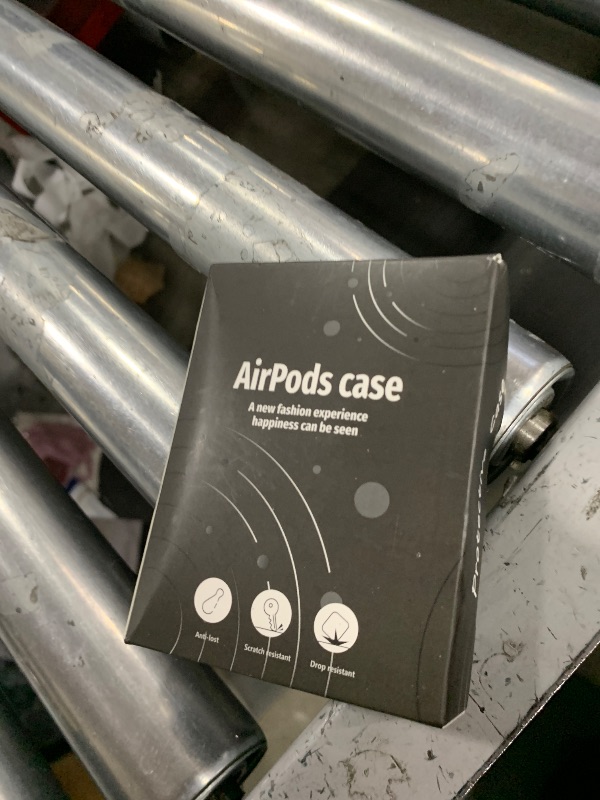 AirPods case
A new fashion experience
happiness can be seen
Anti-lost
Scratch resistant
Drop resistant